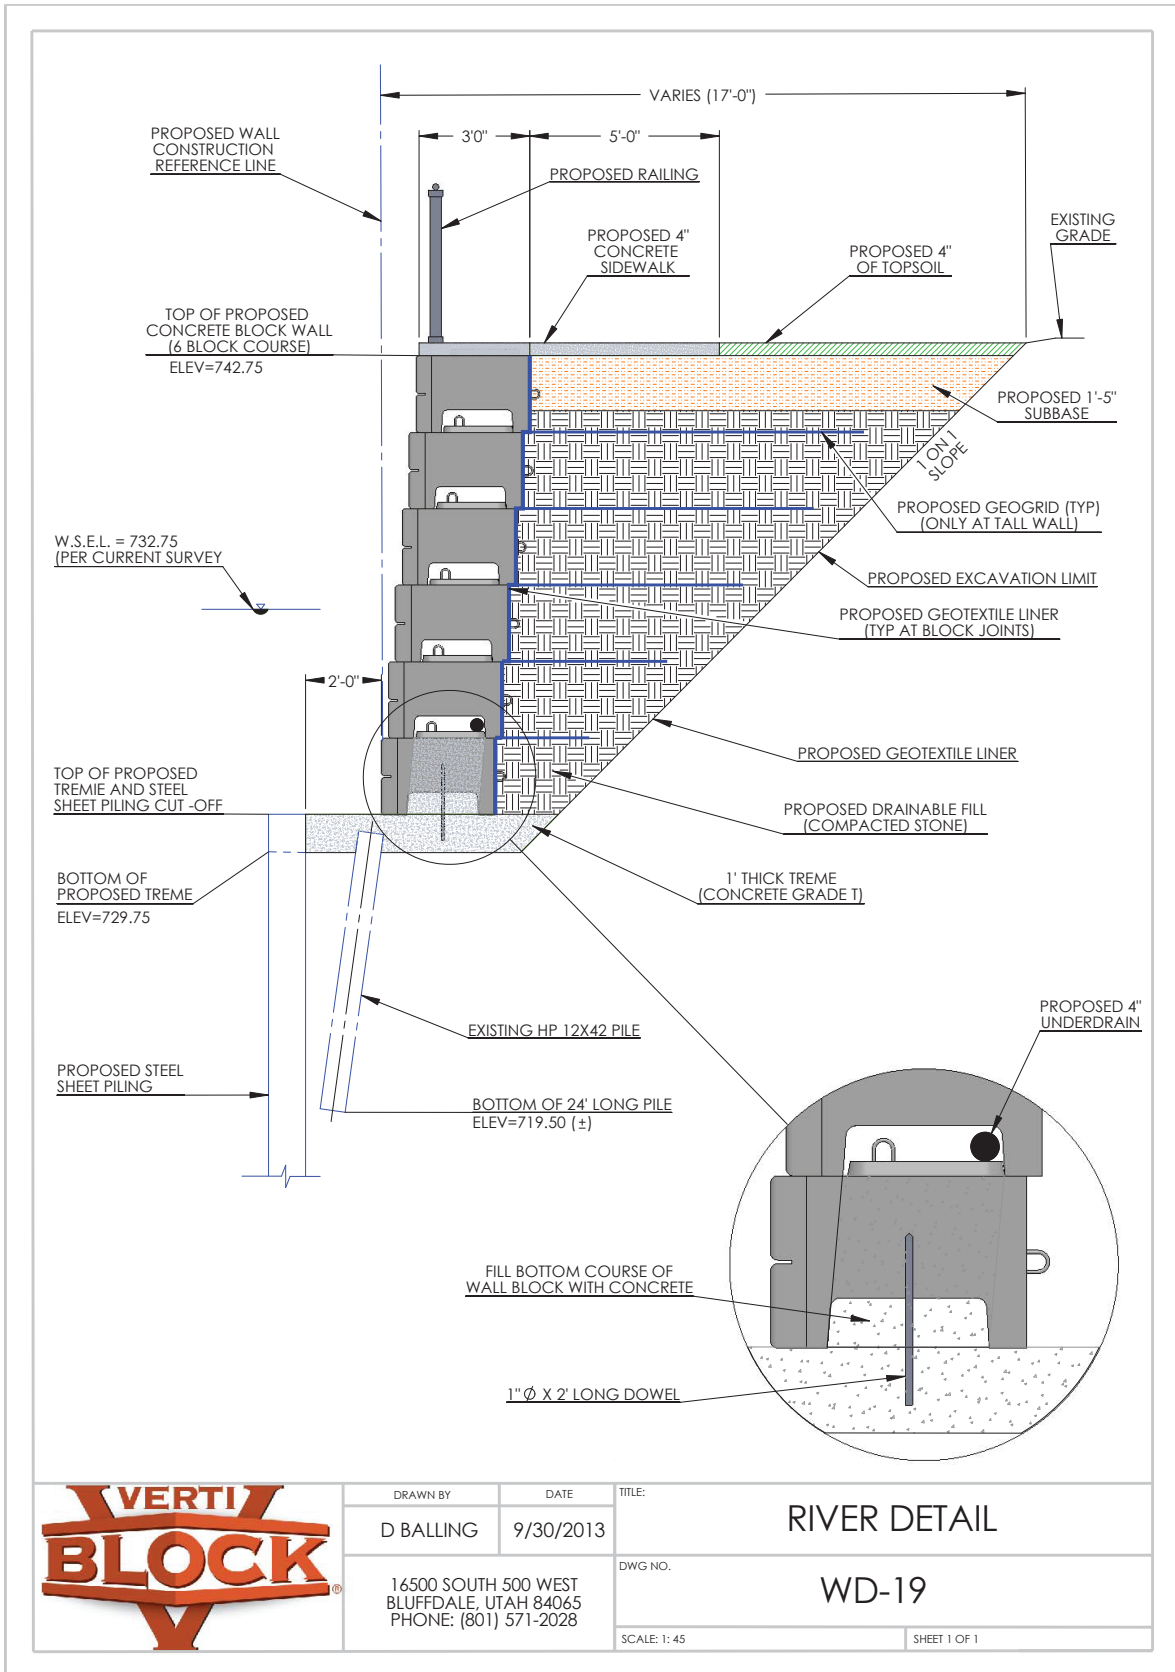 VARIES (17'-0")
3'0"
5'-0"
PROPOSED WALL
CONSTRUCTION
REFERENCE LINE
PROPOSED RAILING
PROPOSED 4"
CONCRETE
SIDEWALK
PROPOSED 4"
OF TOPSOIL
EXISTING
GRADE
TOP OF PROPOSED
CONCRETE BLOCK WALL
(6 BLOCK COURSE)
ELEV=742.75
PROPOSED 1'-5"
SUBBASE
1 ON 1
SLOPE
PROPOSED GEOGRID (TYP)
(ONLY AT TALL WALL)
W.S.E.L. = 732.75
(PER CURRENT SURVEY
PROPOSED EXCAVATION LIMIT
PROPOSED GEOTEXTILE LINER
(TYP AT BLOCK JOINTS)
2'-0"
PROPOSED GEOTEXTILE LINER
TOP OF PROPOSED
TREMIE AND STEEL
SHEET PILING CUT -OFF
PROPOSED DRAINABLE FILL
(COMPACTED STONE)
BOTTOM OF
PROPOSED TREME
ELEV=729.75
1' THICK TREME
(CONCRETE GRADE T)
PROPOSED 4"
UNDERDRAIN
EXISTING HP 12X42 PILE
PROPOSED STEEL
SHEET PILING
BOTTOM OF 24' LONG PILE
ELEV=719.50 (±)
FILL BOTTOM COURSE OF
WALL BLOCK WITH CONCRETE
1" Ø X 2' LONG DOWEL
VERTI
BLOCK
®
DRAWN BY
D BALLING
DATE
9/30/2013
16500 SOUTH 500 WEST
BLUFFDALE, UTAH 84065
PHONE: (801) 571-2028
TITLE:
RIVER DETAIL
DWG NO.
WD-19
SCALE: 1: 45
SHEET 1 OF 1